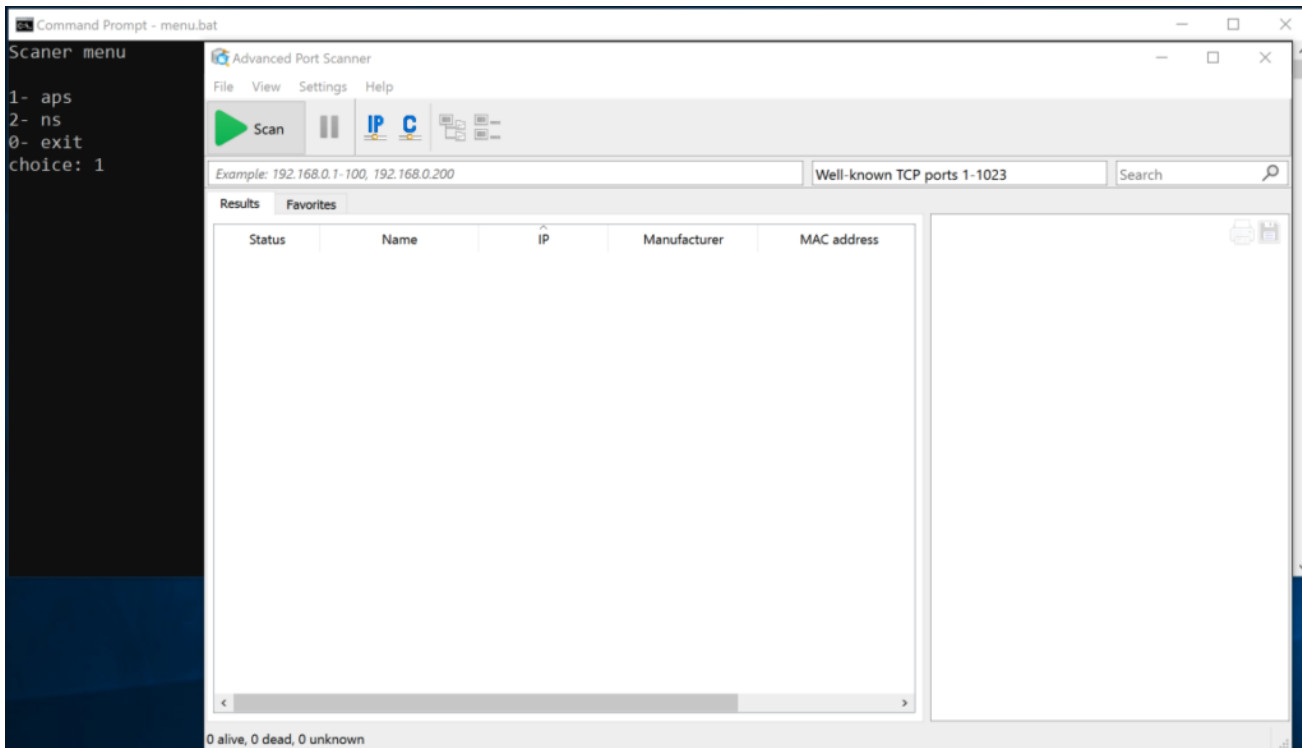 Command Prompt - menu.bat
Scaner menu
1- aps
2- ns
0- exit
choice: 1
Advanced Port Scanner
File View Settings Help
Scan IP C
Example: 192.168.0.1-100, 192.168.0.200 Well-known TCP ports 1-1023 Search
Results Favorites
Status Name IP Manufacturer MAC address
0 alive, 0 dead, 0 unknown